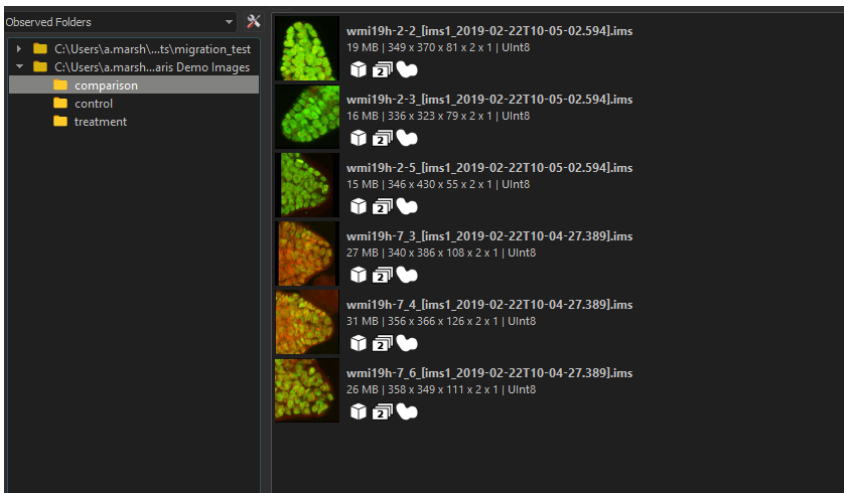 Observed Folders
C:\Users\a.marsh\...ts\migration_test
C:\Users\a.marsh...aris Demo Images
comparison
control
treatment
wmi19h-2-2_[ims1_2019-02-22T10-05-02.594].ims
19 MB | 349 x 370 x 81 x 2 x 1 | UInt8
2
wmi19h-2-3_[ims1_2019-02-22T10-05-02.594].ims
16 MB | 336 x 323 x 79 x 2 x 1 | UInt8
2
wmi19h-2-5_[ims1_2019-02-22T10-05-02.594].ims
15 MB | 346 x 430 x 55 x 2 x 1 | UInt8
2
wmi19h-7_3_[ims1_2019-02-22T10-04-27.389].ims
27 MB | 340 x 386 x 108 x 2 x 1 | UInt8
2
wmi19h-7_4_[ims1_2019-02-22T10-04-27.389].ims
31 MB | 356 x 366 x 126 x 2 x 1 | UInt8
2
wmi19h-7_6_[ims1_2019-02-22T10-04-27.389].ims
26 MB | 358 x 349 x 111 x 2 x 1 | UInt8
2